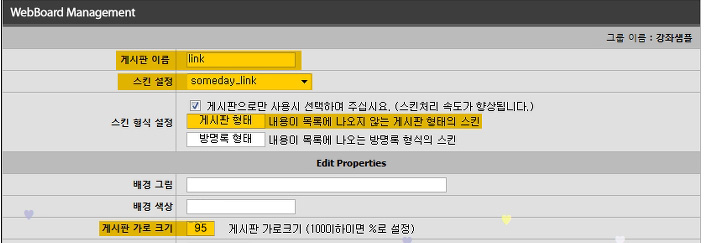 WebBoard Management
그룹 이름 : 강좌샘플
게시판 이름 link
스킨 설정 someday_link
게시판으로만 사용시 선택하여 주십시요. (스킨처리 속도가 향상됩니다.)
스킨 형식 설정 게시판 형태 내용이 목록에 나오지 않는 게시판 형태의 스킨
방명록 형태 내용이 목록에 나오는 방명록 형식의 스킨
Edit Properties
배경 그림
배경 색상
게시판 가로 크기 95 게시판 가로크기 (100이하이면 %로 설정)